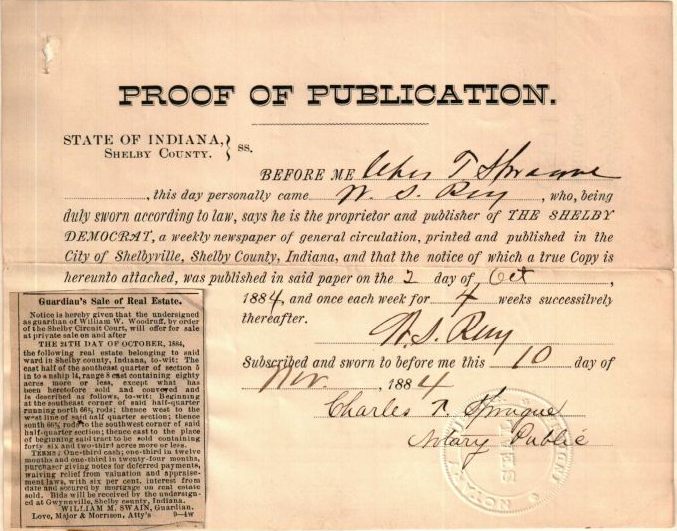 PROOF OF PUBLICATION.
STATE OF INDIANA, } ss.
SHELBY COUNTY.
BEFORE ME Chas T. Sprague
, this day personally came W. S. Ray , who, being
duly sworn according to law, says he is the proprietor and publisher of THE SHELBY
DEMOCRAT, a weekly newspaper of general circulation, printed and published in the
City of Shelbyville, Shelby County, Indiana, and that the notice of which a true Copy is
hereunto attached, was published in said paper on the 2 day of Oct ,
1884, and once each week for 4 weeks successively
thereafter.
W. S. Ray
Subscribed and sworn to before me this 10 day of
Nov , 1884
Charles T. Sprague
Notary Public
Guardian's Sale of Real Estate.
Notice is hereby given that the undersigned
as guardian of William W. Woodruff, by order
of the Shelby Circuit Court, will offer for sale
at private sale on and after
THE 25TH DAY OF OCTOBER, 1884,
the following real estate belonging to said
ward in Shelby county, Indiana, to-wit: The
east half of the southeast quarter of section 5
in township 14, range 8 east containing eighty
acres more or less, except what has
been heretofore sold and conveyed and
is described as follows, to-wit: Beginning
at the southeast corner of said half-quarter
running north 66⅔ rods; thence west to the
west line of said half quarter section; thence
south 66⅔ rods to the southwest corner of said
half-quarter section; thence east to the place
of beginning said tract to be sold containing
forty six and two-third acres more or less.
TERMS: One-third cash; one-third in twelve
months and one-third in twenty-four months,
purchaser giving notes for deferred payments,
waiving relief from valuation and appraise-
ment laws, with six per cent. interest from
date and secured by mortgage on real estate
sold. Bids will be received by the undersign-
ed at Gwynneville, Shelby county, Indiana.
WILLIAM M. SWAIN, Guardian.
Love, Major & Morrison, Att'ys 9-4w